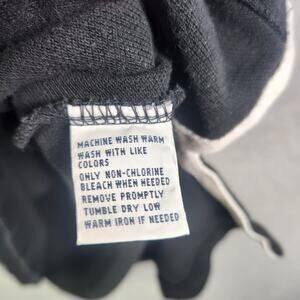 MACHINE WASH WARM
WASH WITH LIKE
COLORS
ONLY NON-CHLORINE
BLEACH WHEN NEEDED
REMOVE PROMPTLY
TUMBLE DRY LOW
WARM IRON IF NEEDED